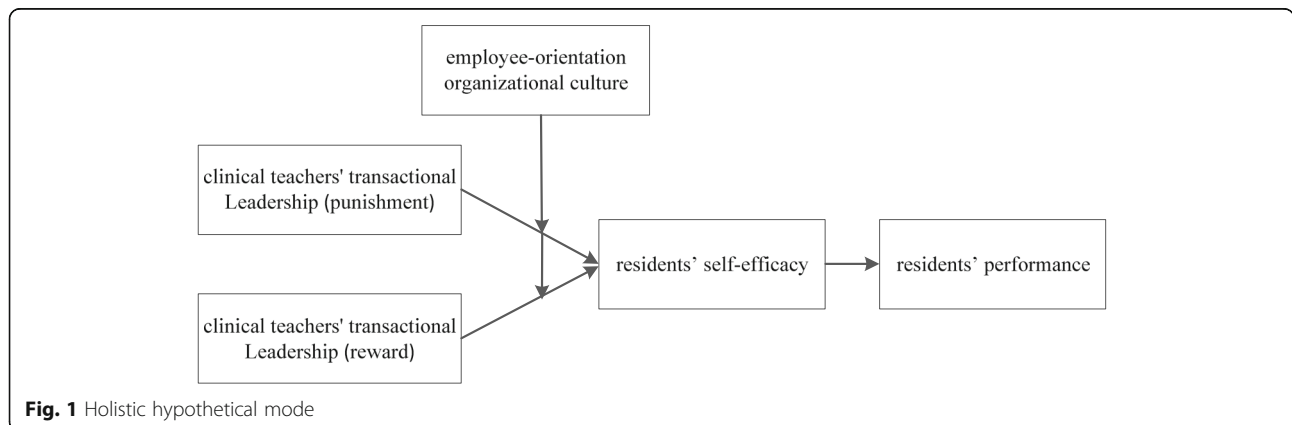 employee-orientation
organizational culture
clinical teachers' transactional
Leadership (punishment)
clinical teachers' transactional
Leadership (reward)
residents’ self-efficacy
residents’ performance
Fig. 1 Holistic hypothetical mode